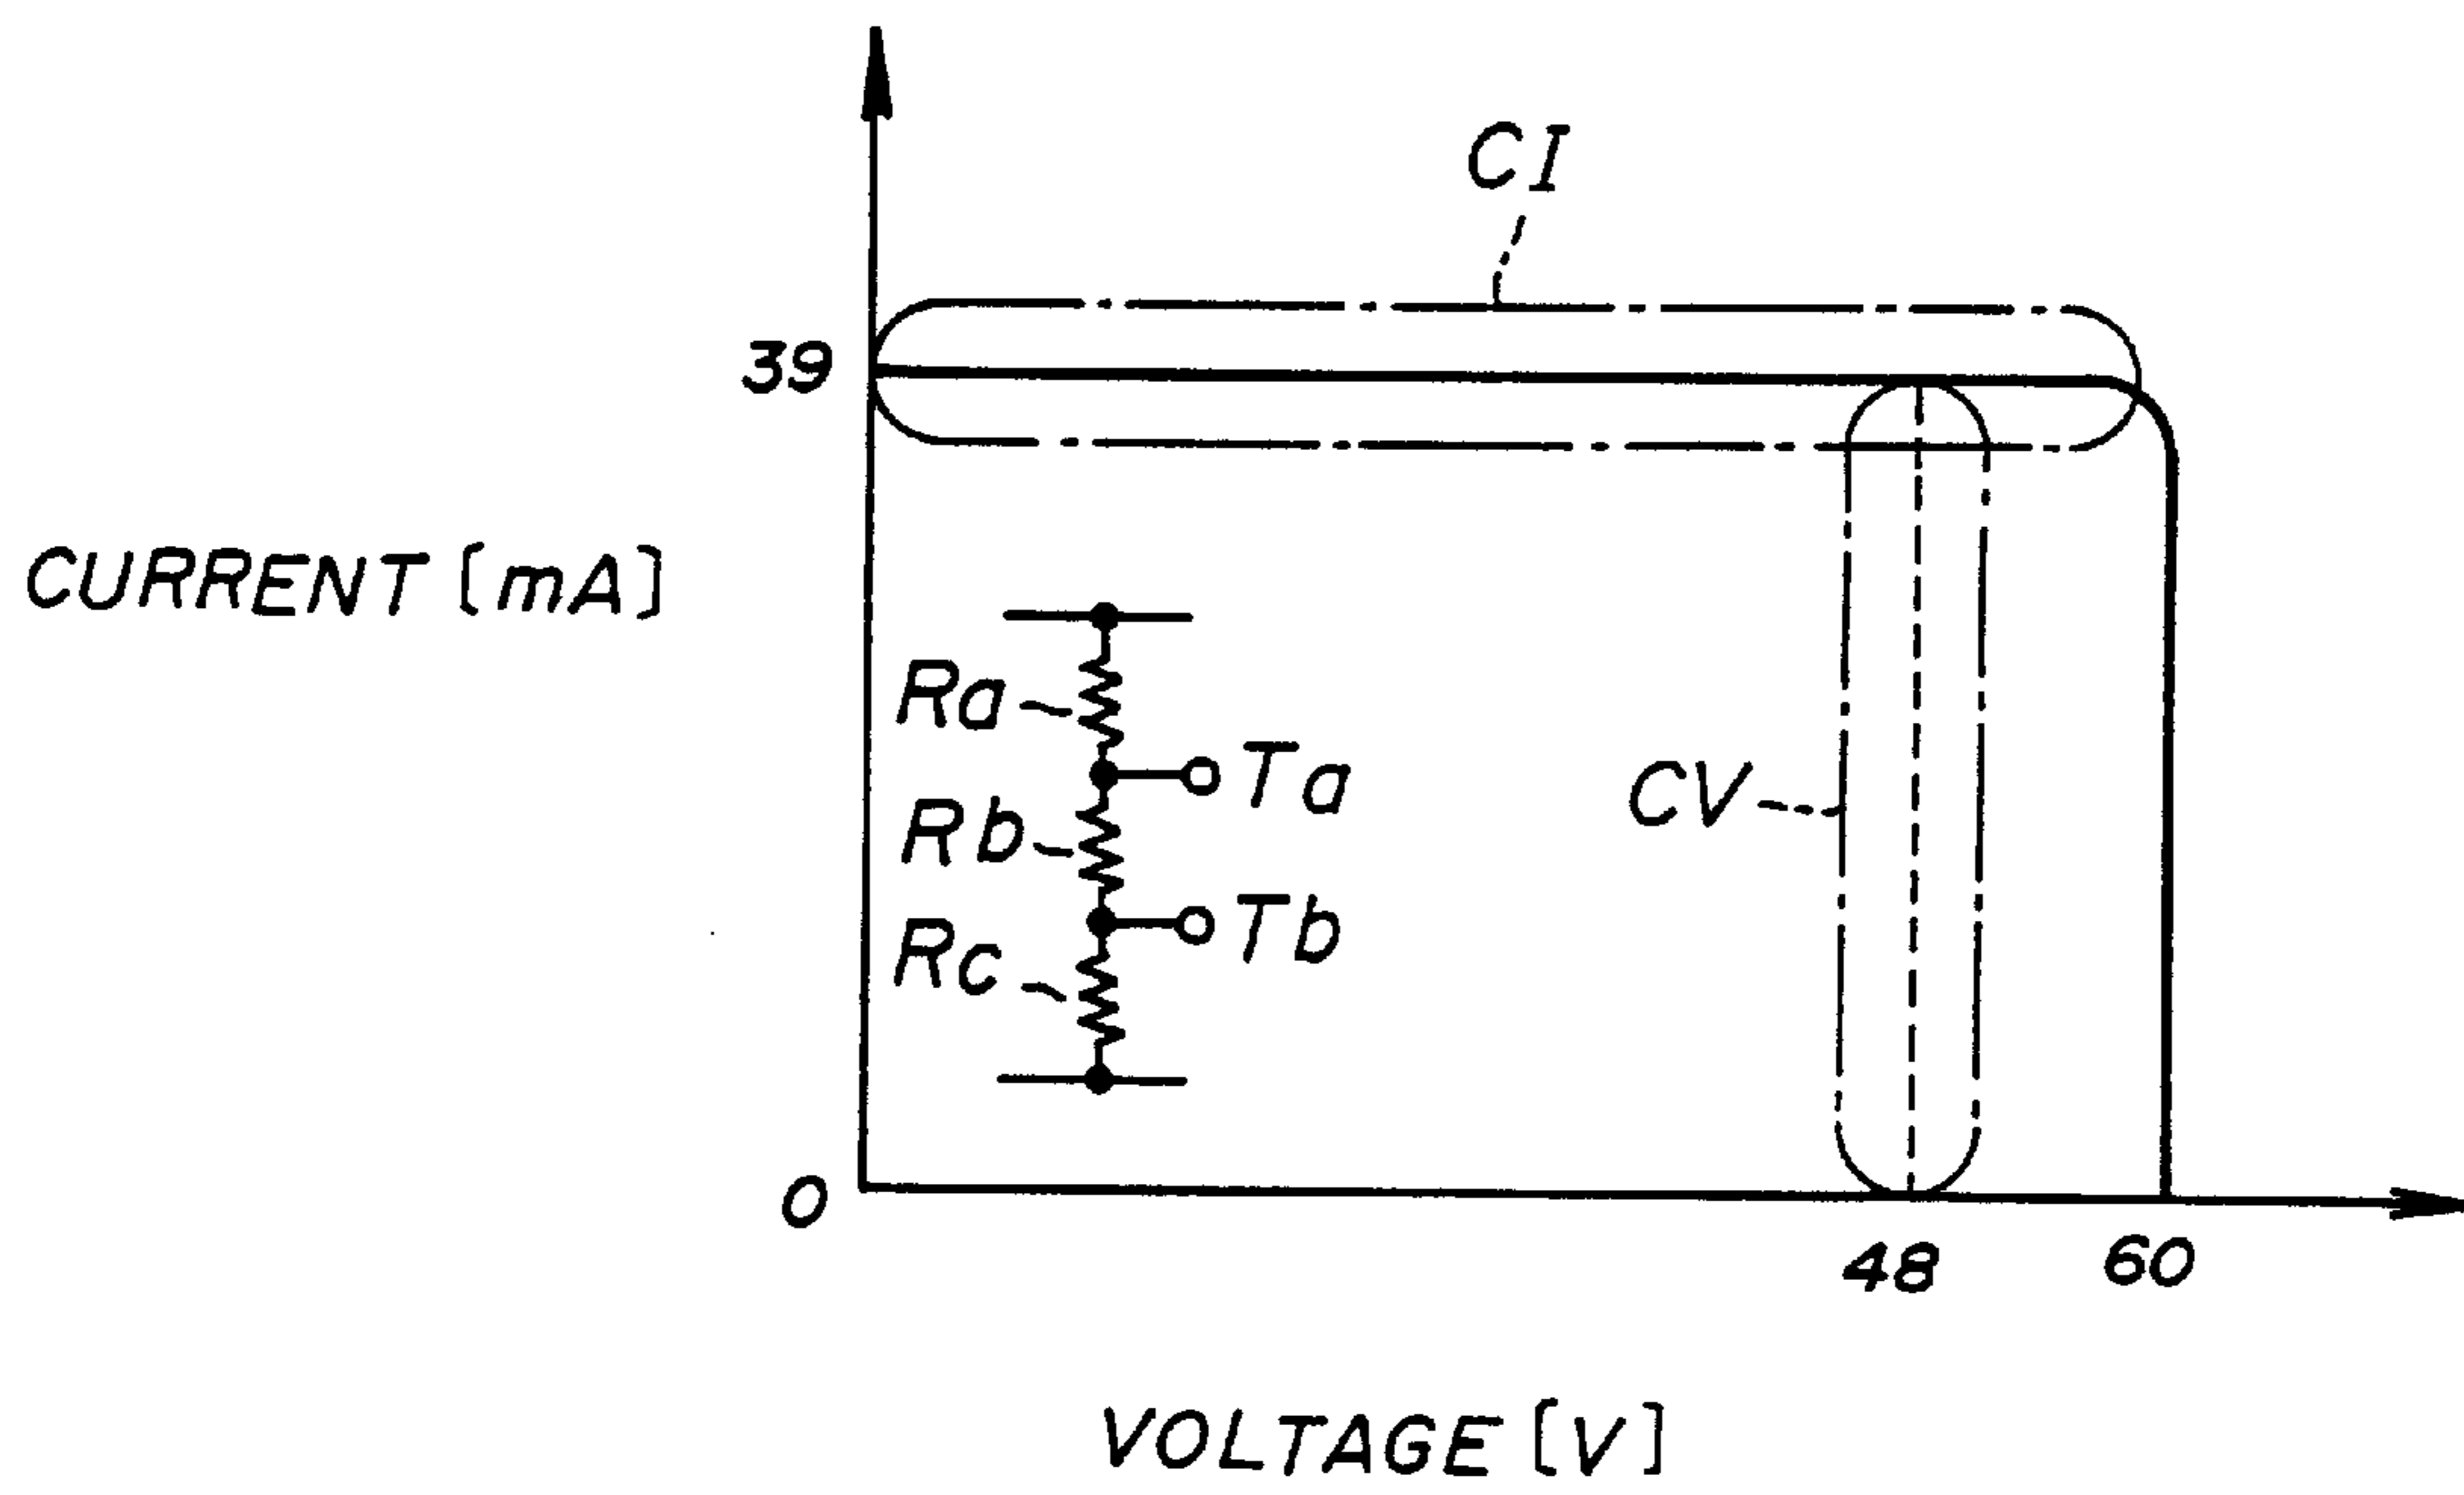 CI
39
CURRENT [mA]
Ra
Ta
Rb
CV
Tb
Rc
0
48
60
VOLTAGE [V]